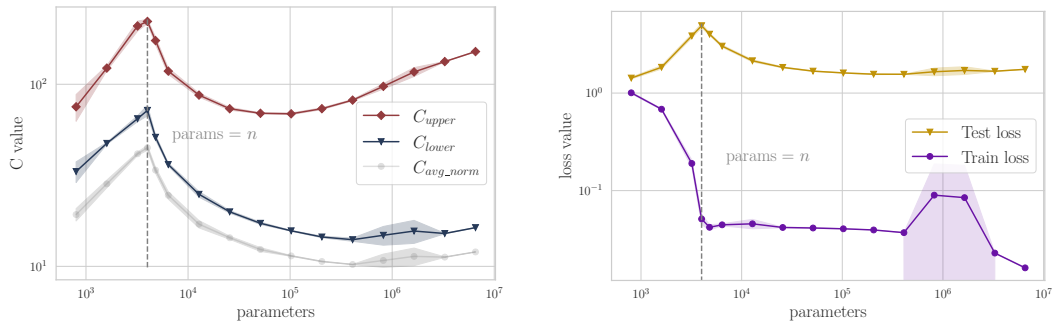 C value
10²
10¹
params = n
C_upper
C_lower
C_avg_norm
10³
10⁴
10⁵
10⁶
10⁷
parameters
loss value
10⁰
10⁻¹
params = n
Test loss
Train loss
10³
10⁴
10⁵
10⁶
10⁷
parameters